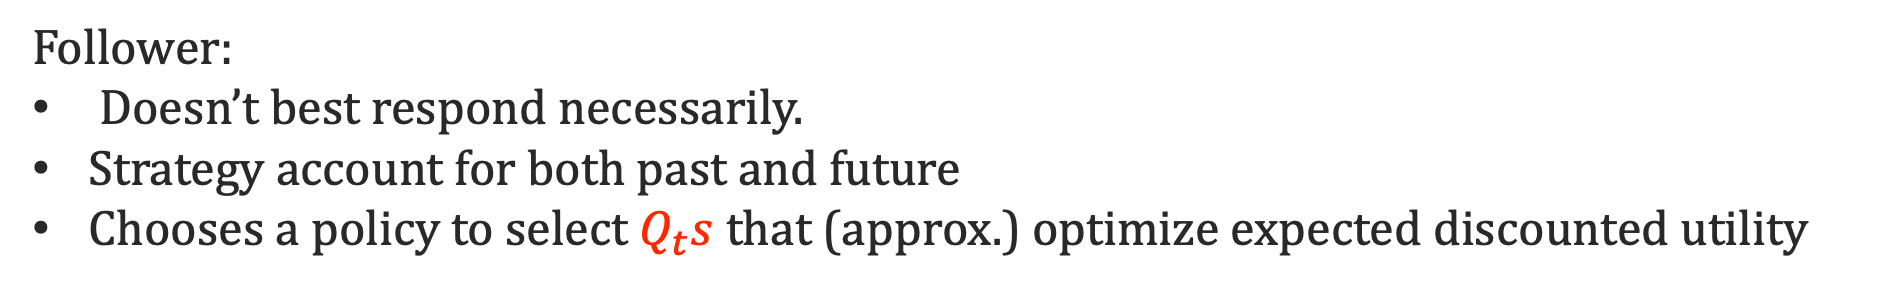 Follower:
• Doesn’t best respond necessarily.
• Strategy account for both past and future
• Chooses a policy to select Qₜs that (approx.) optimize expected discounted utility